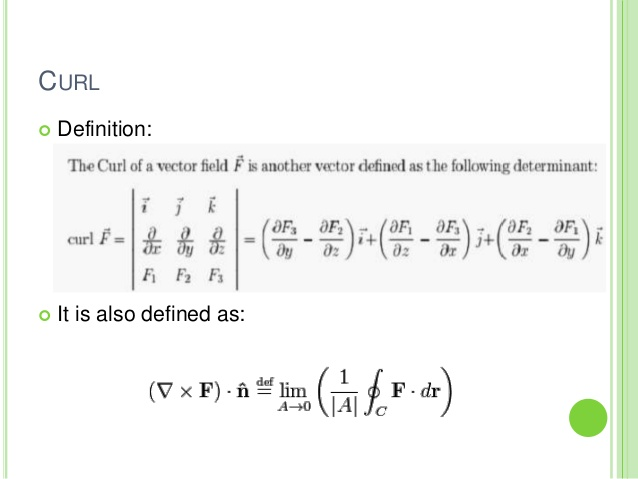 CURL
Definition:
The Curl of a vector field F⃗ is another vector defined as the following determinant:
curl F⃗ = | i⃗ j⃗ k⃗ ; ∂/∂x ∂/∂y ∂/∂z ; F₁ F₂ F₃ | = (∂F₃/∂y − ∂F₂/∂z) i⃗ + (∂F₁/∂z − ∂F₃/∂x) j⃗ + (∂F₂/∂x − ∂F₁/∂y) k⃗
It is also defined as:
(∇ × F) · n̂ ≝ lim A→0 (1/|A| ∮_C F · dr)